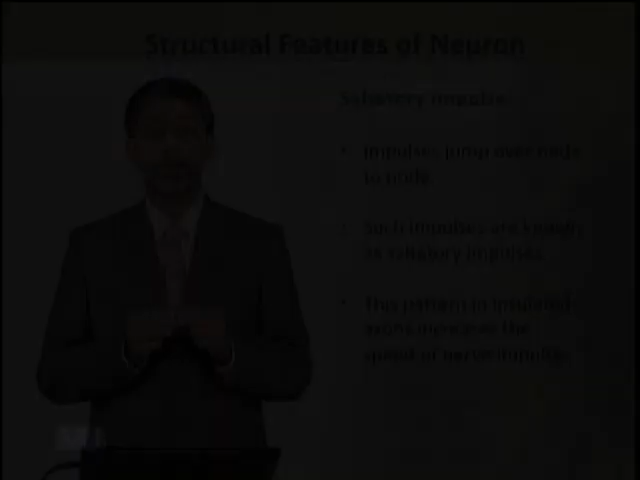 Structural Features of Neuron
Saltatory Impulse
• Impulses jump over node
to node.
• Such impulses are known
as saltatory impulses.
• This pattern in insulated
axons increases the
speed of nerve impulse.